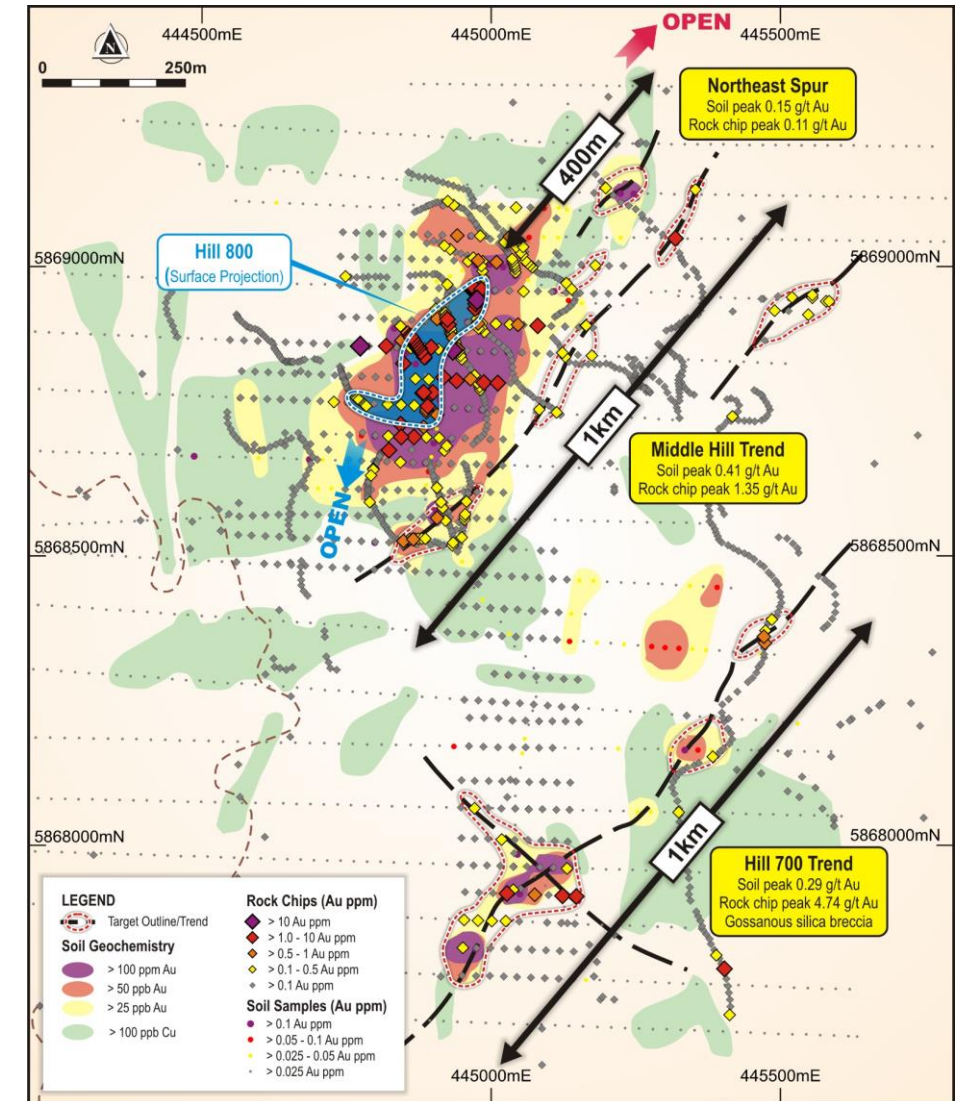 444500mE
445000mE
445500mE
OPEN
N
0
250m
Northeast Spur
Soil peak 0.15 g/t Au
Rock chip peak 0.11 g/t Au
400m
Hill 800
(Surface Projection)
5869000mN
5869000mN
1km
Middle Hill Trend
Soil peak 0.41 g/t Au
Rock chip peak 1.35 g/t Au
OPEN
5868500mN
5868500mN
5868000mN
5868000mN
1km
Hill 700 Trend
Soil peak 0.29 g/t Au
Rock chip peak 4.74 g/t Au
Gossanous silica breccia
LEGEND
Target Outline/Trend
Soil Geochemistry
> 100 ppm Au
> 50 ppb Au
> 25 ppb Au
> 100 ppb Cu
Rock Chips (Au ppm)
> 10 Au ppm
> 1.0 - 10 Au ppm
> 0.5 - 1 Au ppm
> 0.1 - 0.5 Au ppm
> 0.1 Au ppm
Soil Samples (Au ppm)
> 0.1 Au ppm
> 0.05 - 0.1 Au ppm
> 0.025 - 0.05 Au ppm
> 0.025 Au ppm
445000mE
445500mE